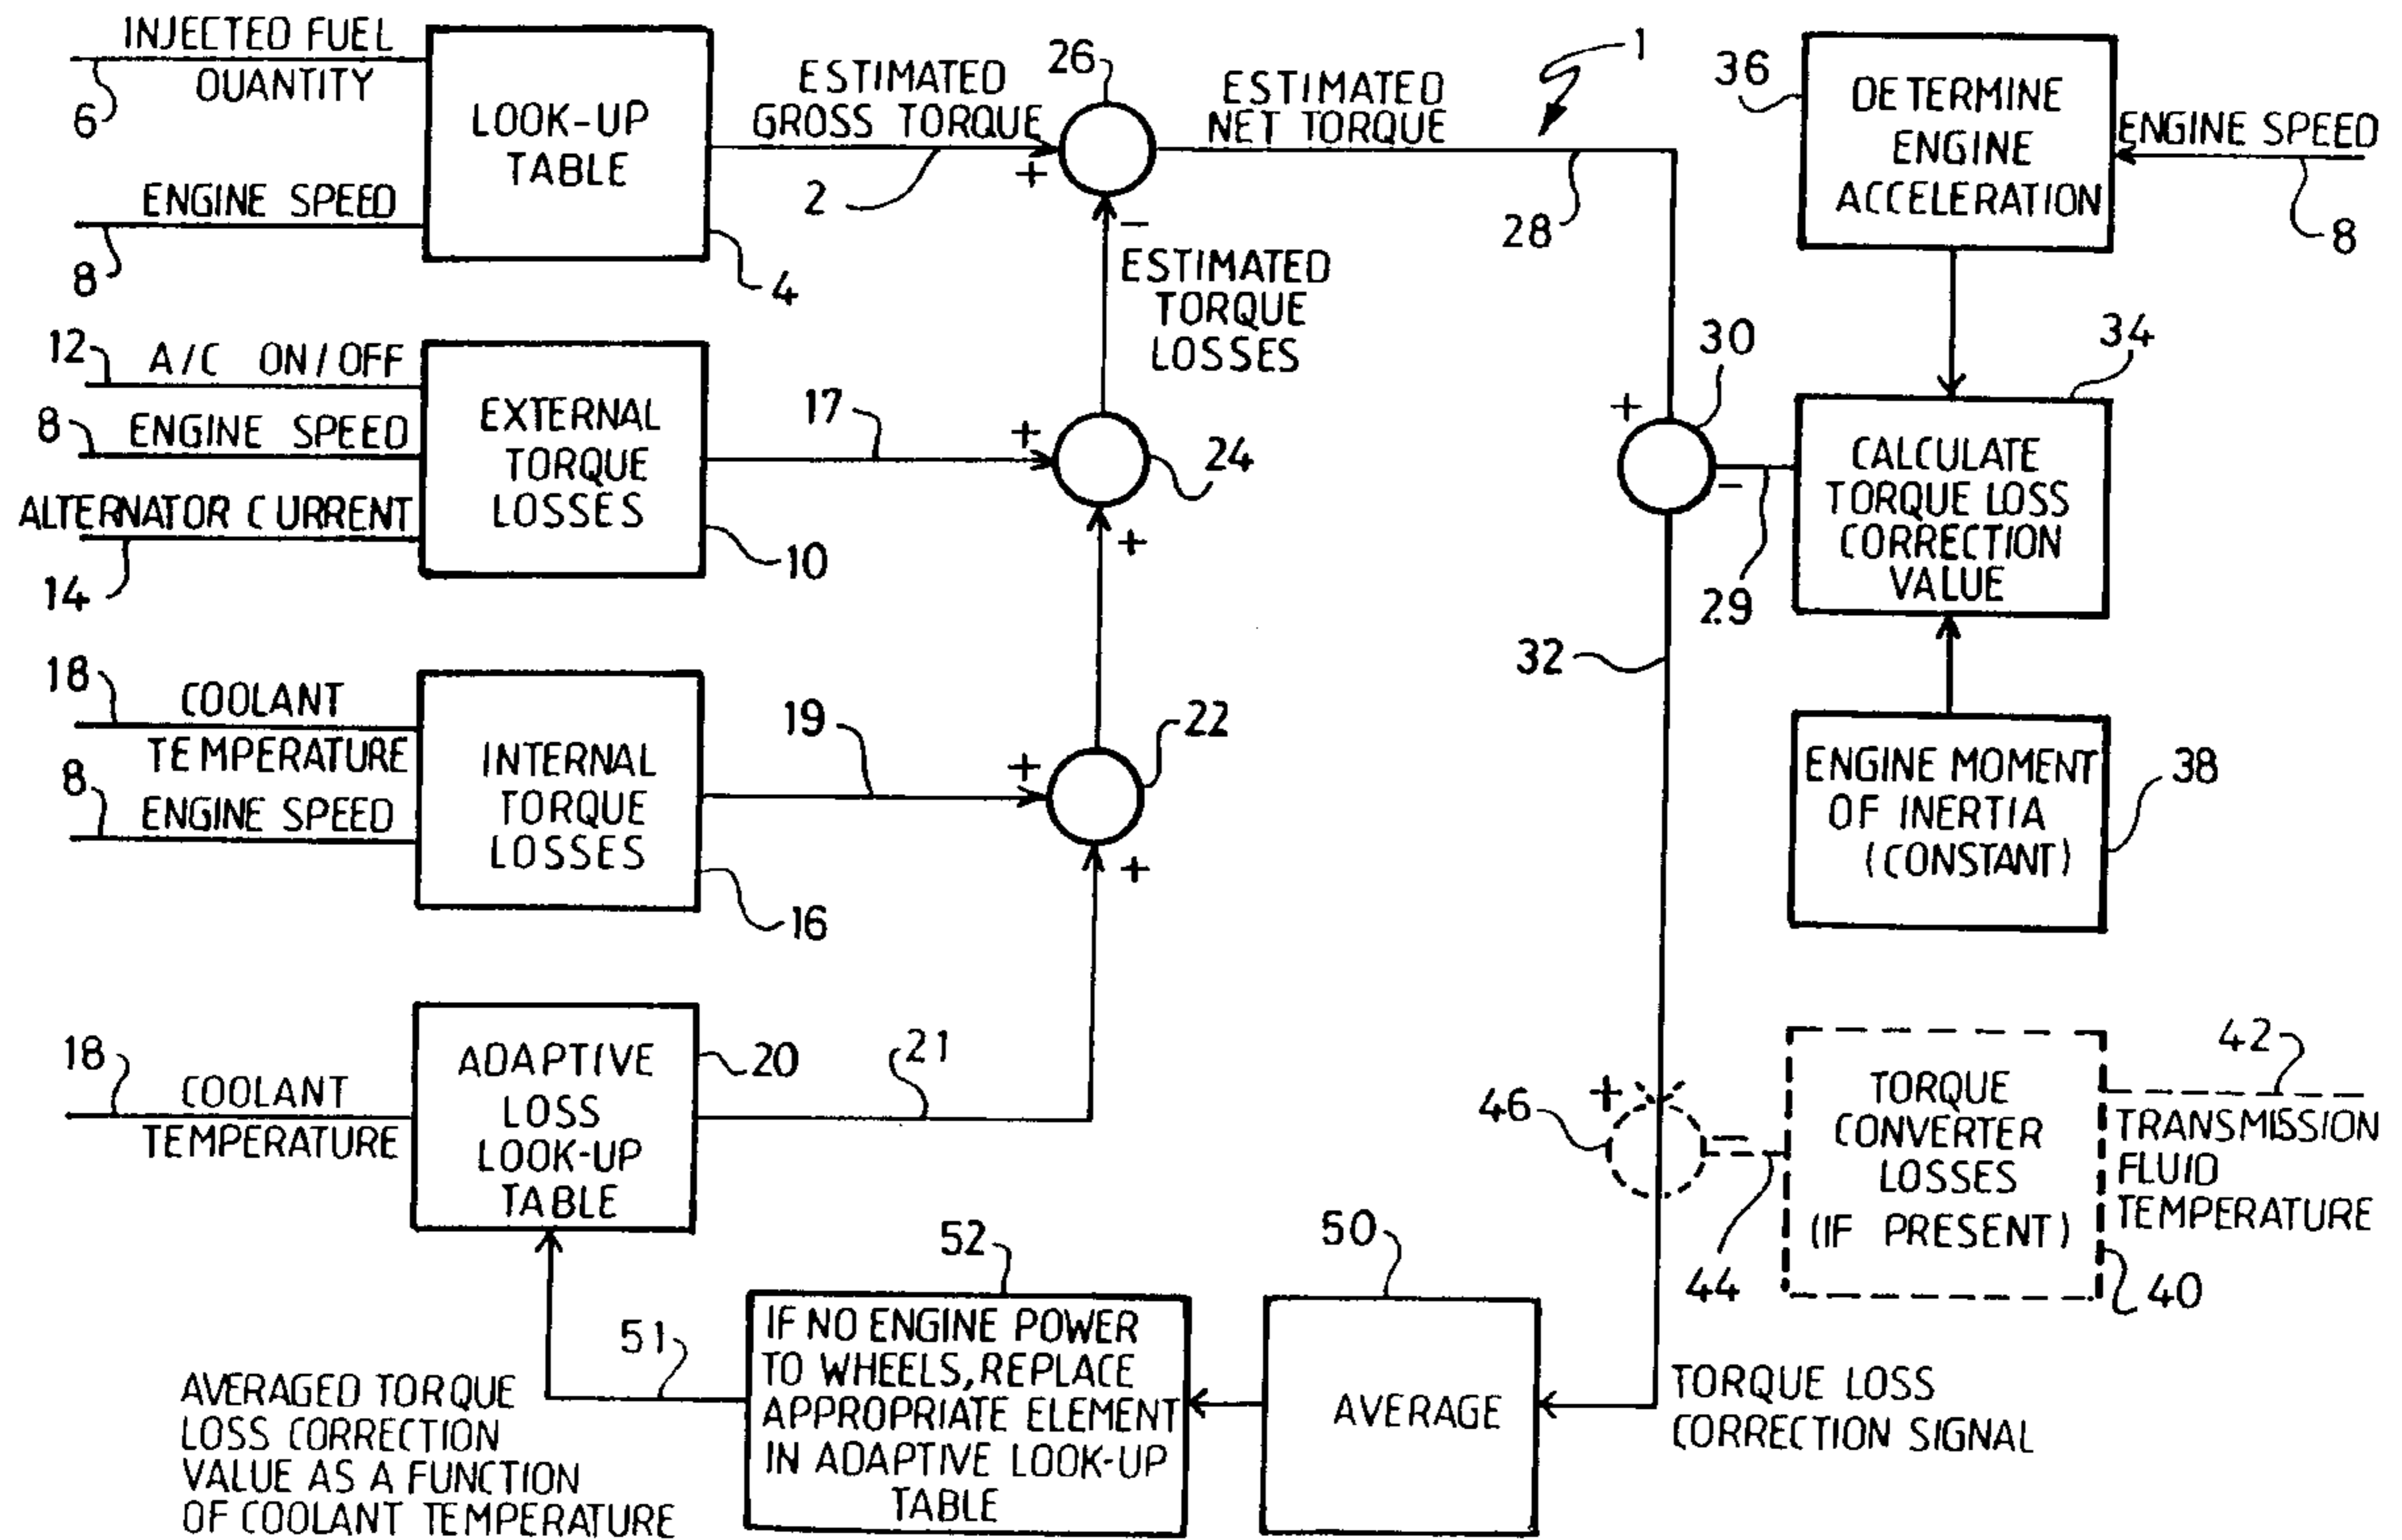 INJECTED FUEL
QUANTITY
6
ENGINE SPEED
8
LOOK-UP
TABLE
4
ESTIMATED
GROSS TORQUE
2
+
26
−
ESTIMATED
NET TORQUE
28
1
36
DETERMINE
ENGINE
ACCELERATION
ENGINE SPEED
8
ESTIMATED
TORQUE
LOSSES
12
A/C ON/OFF
8
ENGINE SPEED
ALTERNATOR CURRENT
14
EXTERNAL
TORQUE
LOSSES
10
17
+
24
+
+
30
−
29
34
CALCULATE
TORQUE LOSS
CORRECTION
VALUE
32
ENGINE MOMENT
OF INERTIA
(CONSTANT)
38
18
COOLANT
TEMPERATURE
8
ENGINE SPEED
INTERNAL
TORQUE
LOSSES
16
19
+
22
+
18
COOLANT
TEMPERATURE
ADAPTIVE
LOSS
LOOK-UP
TABLE
20
21
46
+
−
44
TORQUE
CONVERTER
LOSSES
(IF PRESENT)
40
42
TRANSMISSION
FLUID
TEMPERATURE
TORQUE LOSS
CORRECTION SIGNAL
50
AVERAGE
52
IF NO ENGINE POWER
TO WHEELS, REPLACE
APPROPRIATE ELEMENT
IN ADAPTIVE LOOK-UP
TABLE
51
AVERAGED TORQUE
LOSS CORRECTION
VALUE AS A FUNCTION
OF COOLANT TEMPERATURE